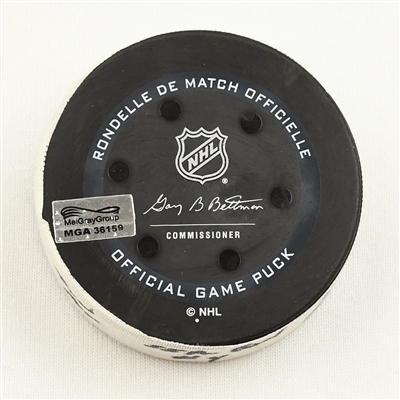 RONDELLE DE MATCH OFFICIELLE
NHL
Gary B Bettman
COMMISSIONER
MeiGrayGroup
MGA 36159
OFFICIAL GAME PUCK
© NHL